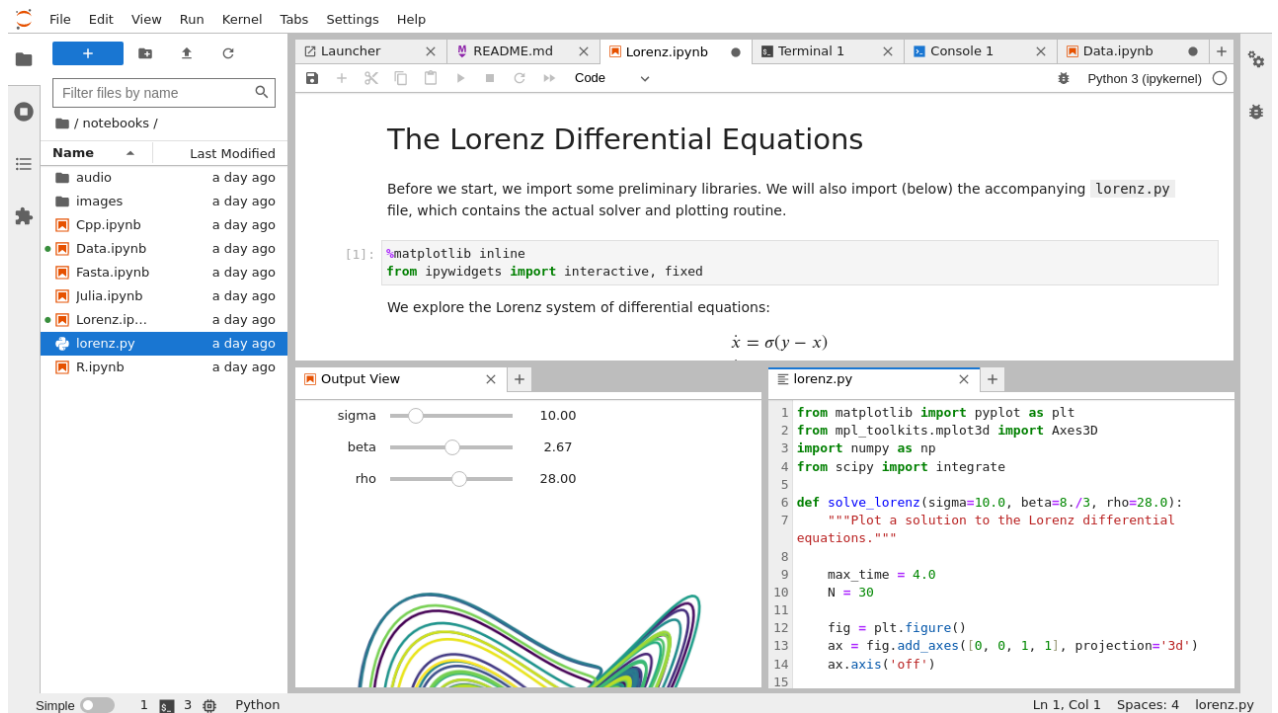 File Edit View Run Kernel Tabs Settings Help
Filter files by name
/ notebooks /
Name Last Modified
audio a day ago
images a day ago
Cpp.ipynb a day ago
Data.ipynb a day ago
Fasta.ipynb a day ago
Julia.ipynb a day ago
Lorenz.ip... a day ago
lorenz.py a day ago
R.ipynb a day ago
Launcher README.md Lorenz.ipynb Terminal 1 Console 1 Data.ipynb
Code Python 3 (ipykernel)
The Lorenz Differential Equations
Before we start, we import some preliminary libraries. We will also import (below) the accompanying lorenz.py
file, which contains the actual solver and plotting routine.
[1]: %matplotlib inline
from ipywidgets import interactive, fixed
We explore the Lorenz system of differential equations:
ẋ = σ(y − x)
Output View
sigma 10.00
beta 2.67
rho 28.00
lorenz.py
1 from matplotlib import pyplot as plt
2 from mpl_toolkits.mplot3d import Axes3D
3 import numpy as np
4 from scipy import integrate
5
6 def solve_lorenz(sigma=10.0, beta=8./3, rho=28.0):
7     """Plot a solution to the Lorenz differential
equations."""
8
9     max_time = 4.0
10     N = 30
11
12     fig = plt.figure()
13     ax = fig.add_axes([0, 0, 1, 1], projection='3d')
14     ax.axis('off')
15
Simple 1 $_ 3 Python Ln 1, Col 1 Spaces: 4 lorenz.py